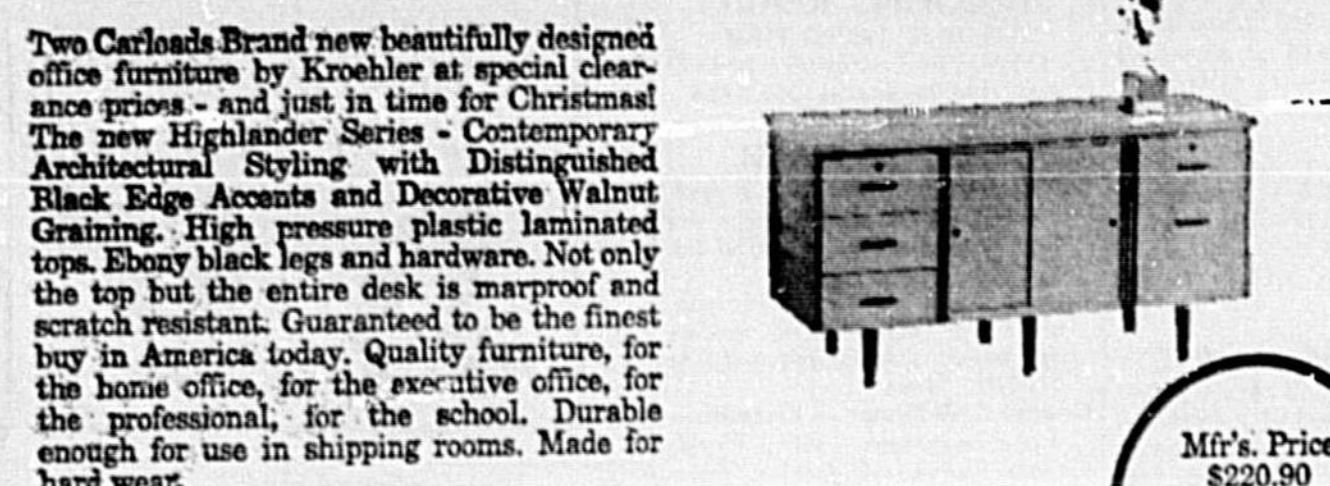 Two Carloads Brand new beautifully designed
office furniture by Kroehler at special clear-
ance prices - and just in time for Christmas!
The new Highlander Series - Contemporary
Architectural Styling with Distinguished
Black Edge Accents and Decorative Walnut
Graining. High pressure plastic laminated
tops. Ebony black legs and hardware. Not only
the top but the entire desk is marproof and
scratch resistant. Guaranteed to be the finest
buy in America today. Quality furniture, for
the home office, for the executive office, for
the professional, for the school. Durable
enough for use in shipping rooms. Made for
hard wear.
Mfr's. Price
$220.90